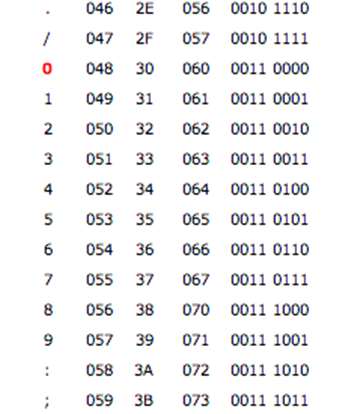 . 046 2E 056 0010 1110
/ 047 2F 057 0010 1111
0 048 30 060 0011 0000
1 049 31 061 0011 0001
2 050 32 062 0011 0010
3 051 33 063 0011 0011
4 052 34 064 0011 0100
5 053 35 065 0011 0101
6 054 36 066 0011 0110
7 055 37 067 0011 0111
8 056 38 070 0011 1000
9 057 39 071 0011 1001
: 058 3A 072 0011 1010
; 059 3B 073 0011 1011